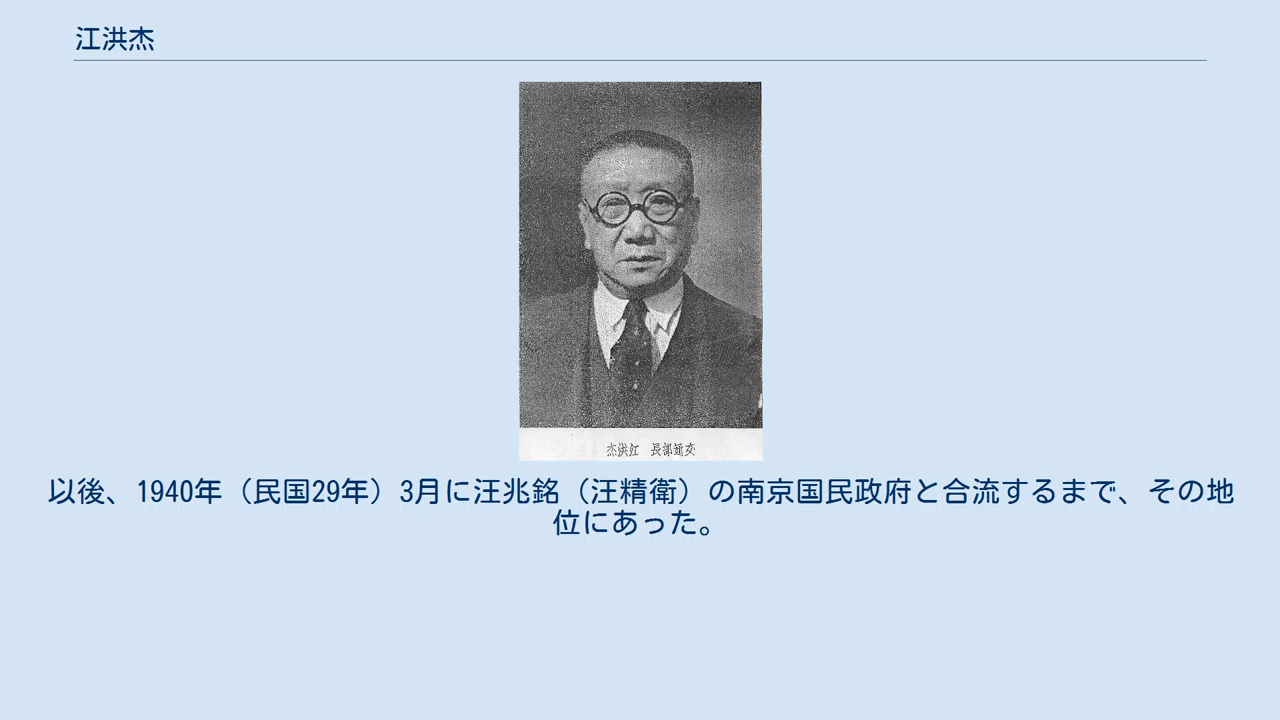 江洪杰
杰洪江 長部通交
以後、1940年（民国29年）3月に汪兆銘（汪精衛）の南京国民政府と合流するまで、その地
位にあった。